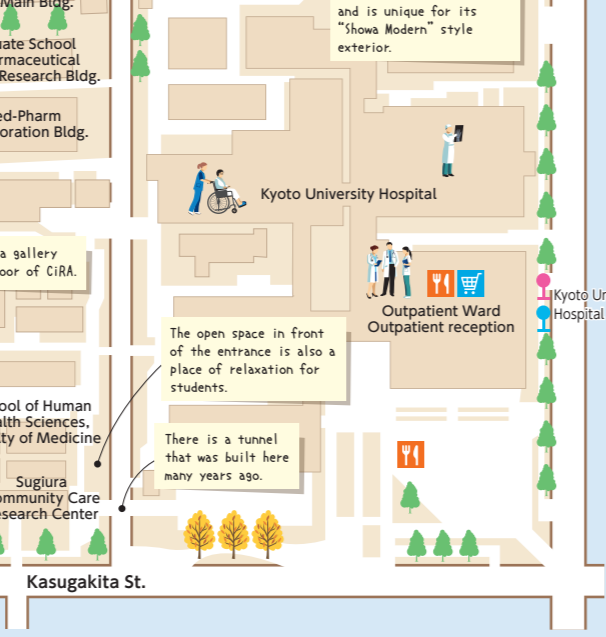 Main Bldg.
and is unique for its
“Showa Modern” style
exterior.
uate School
rmaceutical
Research Bldg.
ed-Pharm
oration Bldg.
Kyoto University Hospital
a gallery
oor of CiRA.
Outpatient Ward
Outpatient reception
Kyoto Ur
Hospital
The open space in front
of the entrance is also a
place of relaxation for
students.
ool of Human
alth Sciences,
ty of Medicine
There is a tunnel
that was built here
many years ago.
Sugiura
ommunity Care
esearch Center
Kasugakita St.